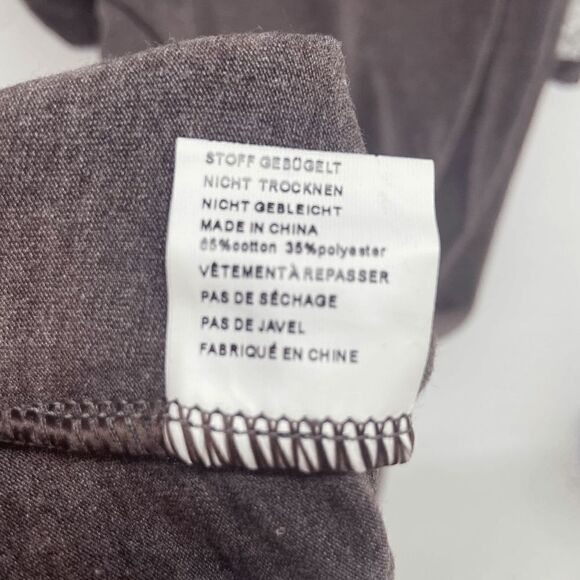 STOFF GEBÜGELT
NICHT TROCKNEN
NICHT GEBLEICHT
MADE IN CHINA
65%cotton 35%polyester
VÊTEMENT À REPASSER
PAS DE SÉCHAGE
PAS DE JAVEL
FABRIQUÉ EN CHINE